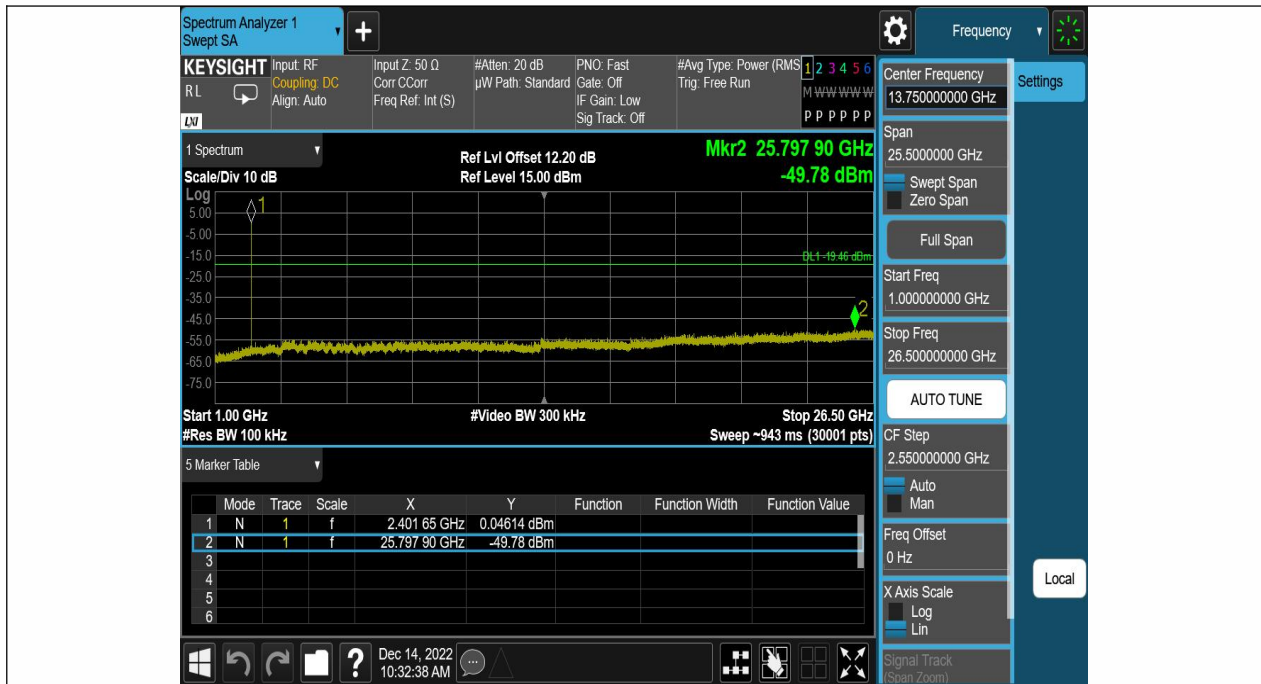 Spectrum Analyzer 1
Swept SA
+
Frequency
KEYSIGHT
R L
LXI
Input: RF
Coupling: DC
Align: Auto
Input Z: 50 Ω
Corr CCorr
Freq Ref: Int (S)
#Atten: 20 dB
µW Path: Standard
PNO: Fast
Gate: Off
IF Gain: Low
Sig Track: Off
#Avg Type: Power (RMS
Trig: Free Run
1 2 3 4 5 6
M W W W W W
P P P P P P
1 Spectrum
Scale/Div 10 dB
Ref Lvl Offset 12.20 dB
Ref Level 15.00 dBm
Mkr2 25.797 90 GHz
-49.78 dBm
Log
5.00
-5.00
-15.0
-25.0
-35.0
-45.0
-55.0
-65.0
-75.0
1
DL1 -19.46 dBm
2
Start 1.00 GHz
#Video BW 300 kHz
Stop 26.50 GHz
#Res BW 100 kHz
Sweep ~943 ms (30001 pts)
5 Marker Table
Mode Trace Scale X Y Function Function Width Function Value
1 N 1 f 2.401 65 GHz 0.04614 dBm
2 N 1 f 25.797 90 GHz -49.78 dBm
3
4
5
6
?
Dec 14, 2022
10:32:38 AM
Center Frequency
13.750000000 GHz
Span
25.5000000 GHz
Swept Span
Zero Span
Full Span
Start Freq
1.000000000 GHz
Stop Freq
26.500000000 GHz
AUTO TUNE
CF Step
2.550000000 GHz
Auto
Man
Freq Offset
0 Hz
X Axis Scale
Log
Lin
Signal Track
(Span Zoom)
Settings
Local